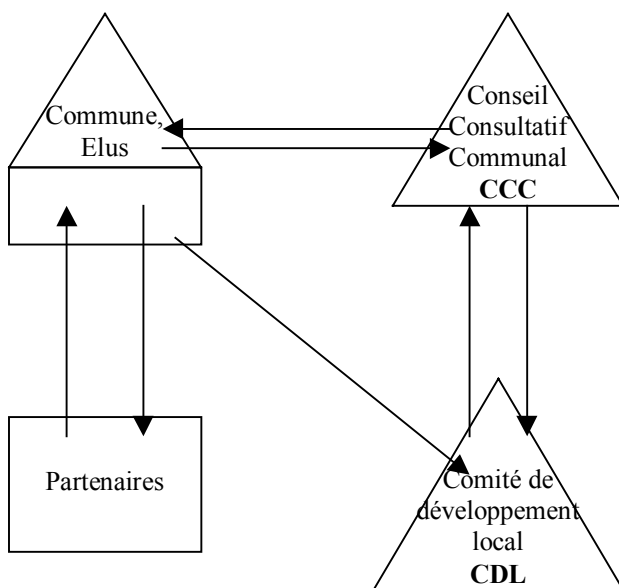 Commune,
Elus
Conseil
Consultatif
Communal
CCC
Partenaires
Comité de
développement
local
CDL